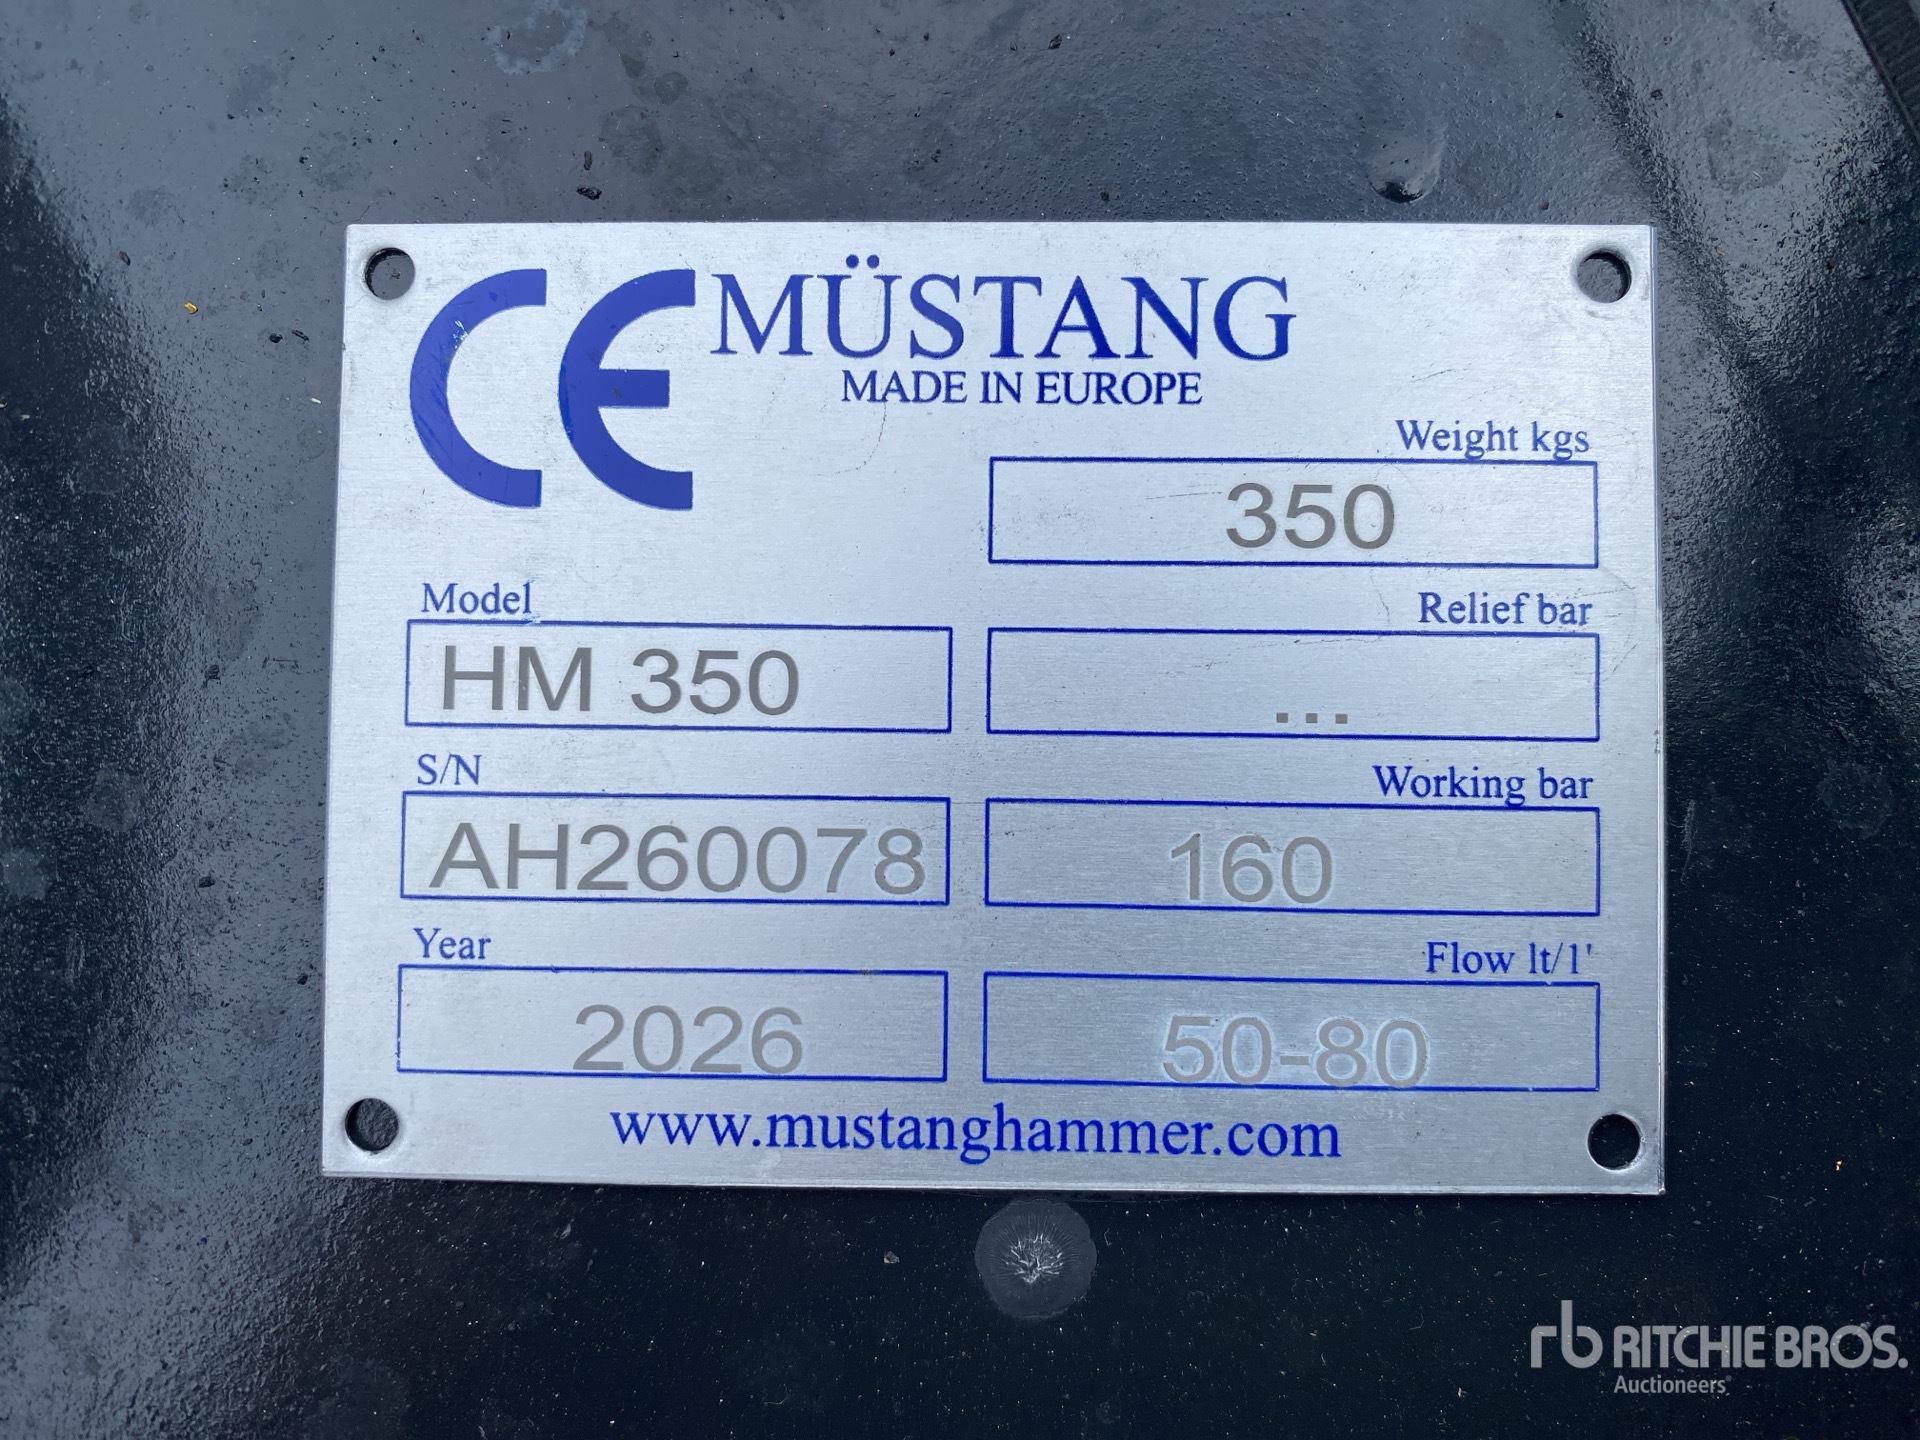 CE MÜSTANG
MADE IN EUROPE
Weight kgs
350
Model
HM 350
Relief bar
...
S/N
AH260078
Working bar
160
Year
2026
Flow lt/1'
50-80
www.mustanghammer.com
rb RITCHIE BROS.
Auctioneers